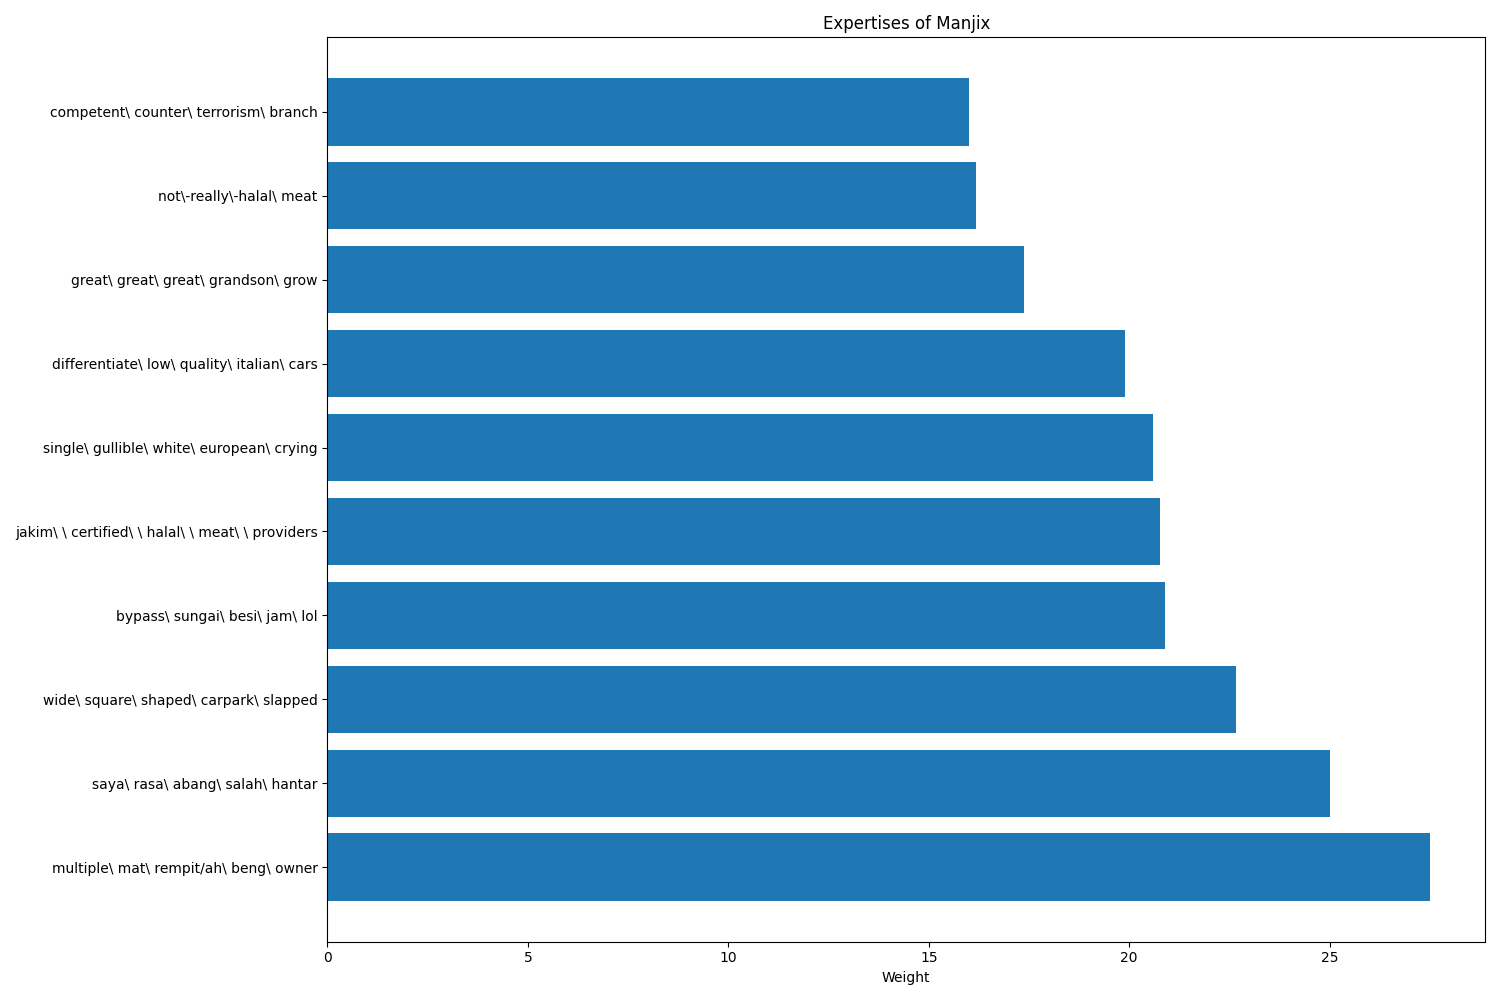 Expertises of Manjix
competent\ counter\ terrorism\ branch
not\-really\-halal\ meat
great\ great\ great\ grandson\ grow
differentiate\ low\ quality\ italian\ cars
single\ gullible\ white\ european\ crying
jakim\ \ certified\ \ halal\ \ meat\ \ providers
bypass\ sungai\ besi\ jam\ lol
wide\ square\ shaped\ carpark\ slapped
saya\ rasa\ abang\ salah\ hantar
multiple\ mat\ rempit/ah\ beng\ owner
0 5 10 15 20 25
Weight